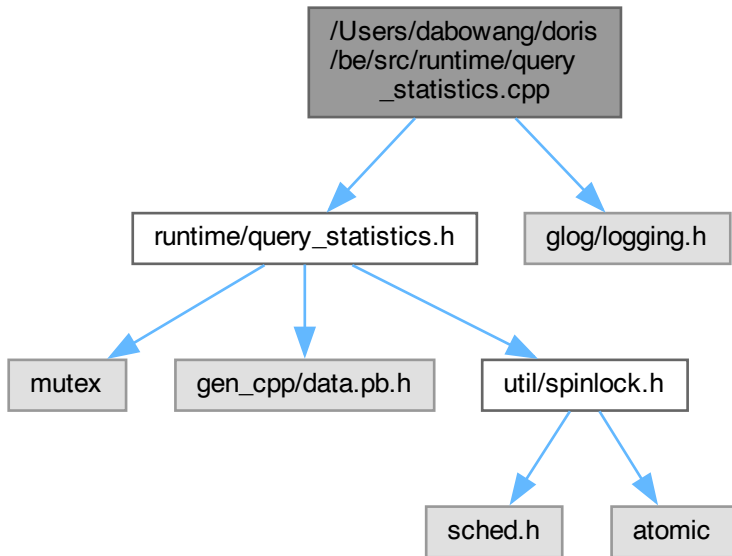 /Users/dabowang/doris
/be/src/runtime/query
_statistics.cpp
runtime/query_statistics.h
glog/logging.h
mutex
gen_cpp/data.pb.h
util/spinlock.h
sched.h
atomic